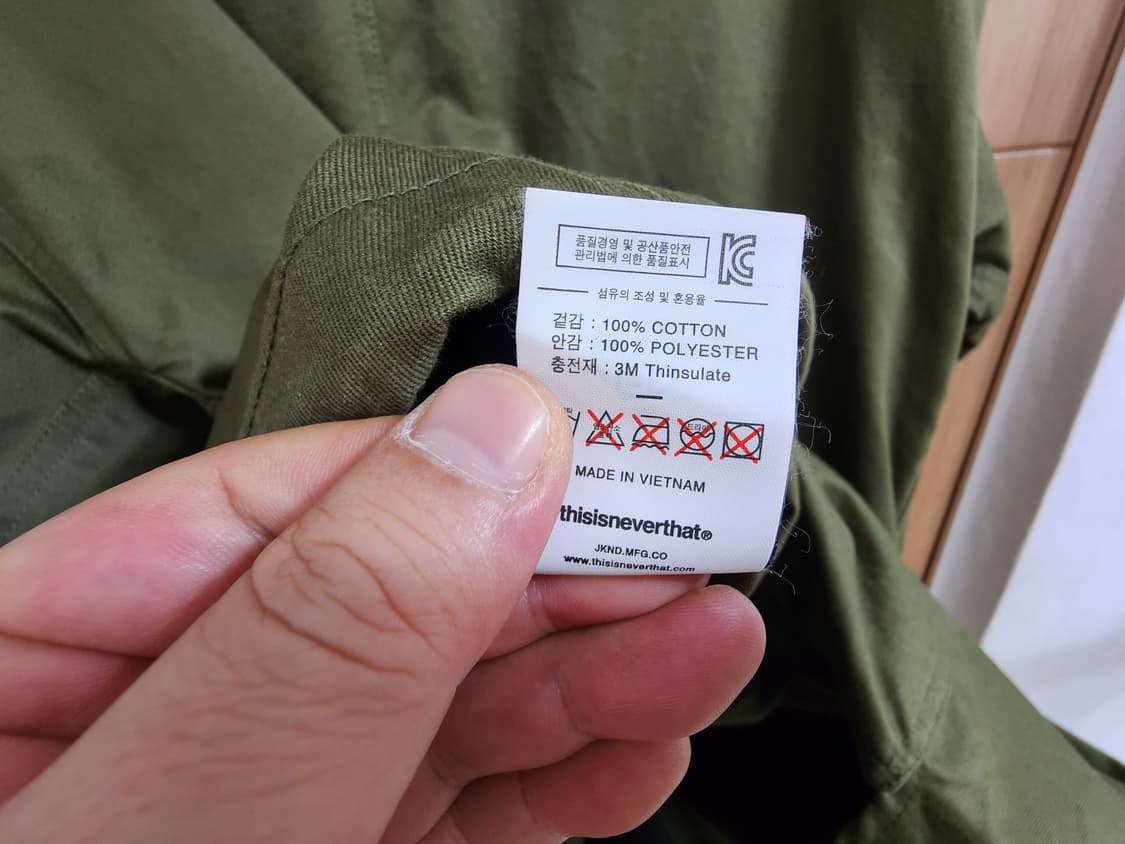 품질경영 및 공산품안전
관리법에 의한 품질표시
섬유의 조성 및 혼용율
겉감 : 100% COTTON
안감 : 100% POLYESTER
충전재 : 3M Thinsulate
MADE IN VIETNAM
thisisneverthat®
JKND.MFG.CO
www.thisisneverthat.com